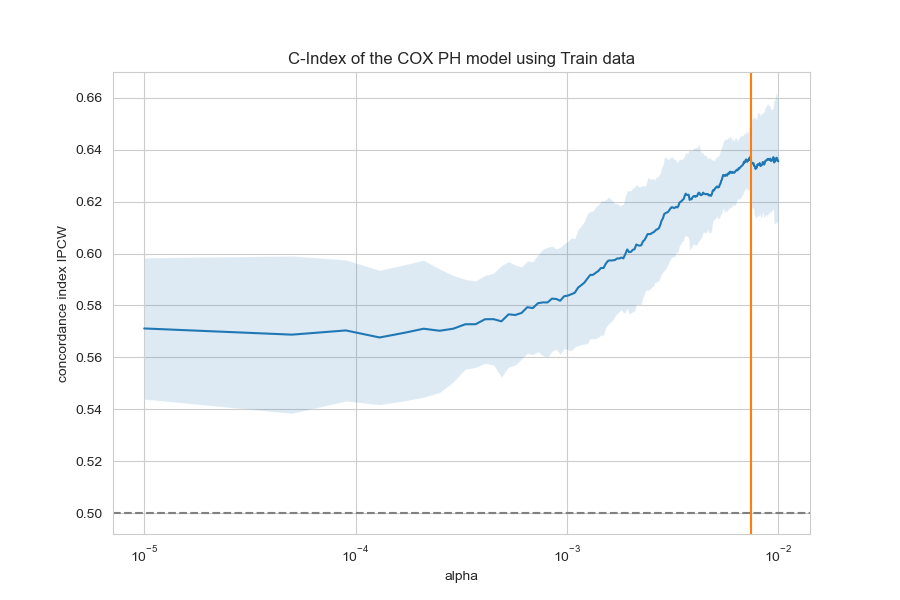 C-Index of the COX PH model using Train data
concordance index IPCW
0.66
0.64
0.62
0.60
0.58
0.56
0.54
0.52
0.50
10⁻⁵ 10⁻⁴ 10⁻³ 10⁻²
alpha